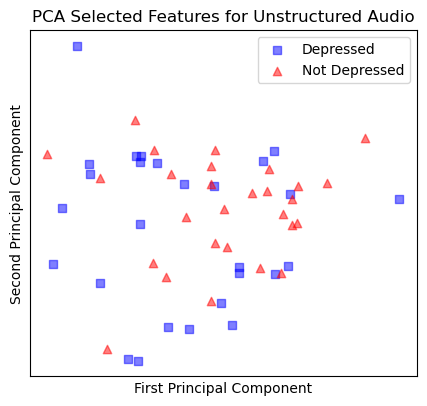 PCA Selected Features for Unstructured Audio
Depressed
Not Depressed
Second Principal Component
First Principal Component